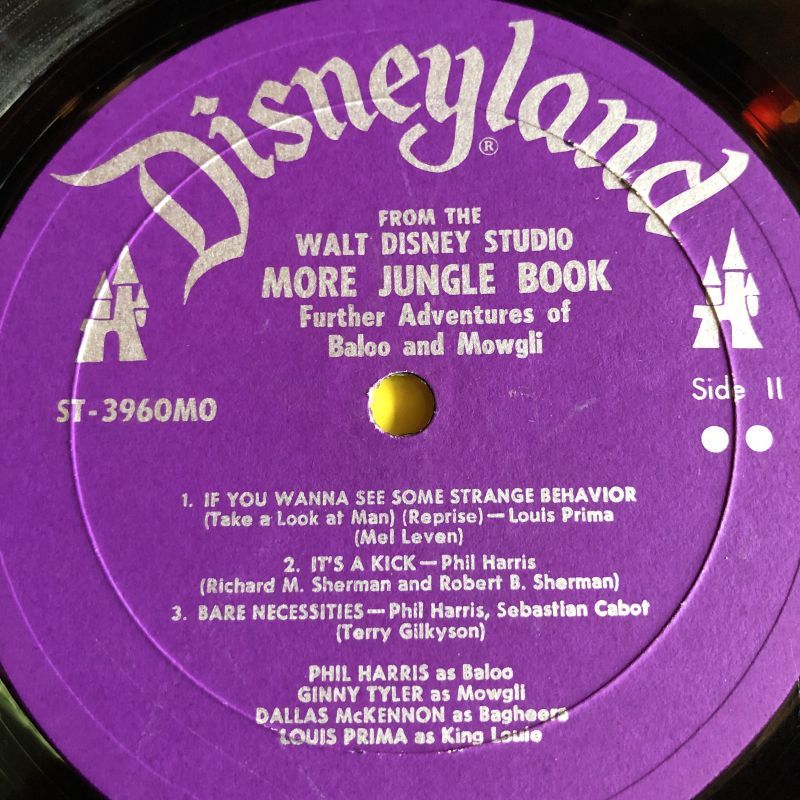 Disneyland®
FROM THE
WALT DISNEY STUDIO
MORE JUNGLE BOOK
Further Adventures of
Baloo and Mowgli
ST-3960MO
Side II
1. IF YOU WANNA SEE SOME STRANGE BEHAVIOR
(Take a Look at Man) (Reprise)—Louis Prima
(Mel Leven)
2. IT'S A KICK—Phil Harris
(Richard M. Sherman and Robert B. Sherman)
3. BARE NECESSITIES—Phil Harris, Sebastian Cabot
(Terry Gilkyson)
PHIL HARRIS as Baloo
GINNY TYLER as Mowgli
DALLAS McKENNON as Bagheera
LOUIS PRIMA as King Louie